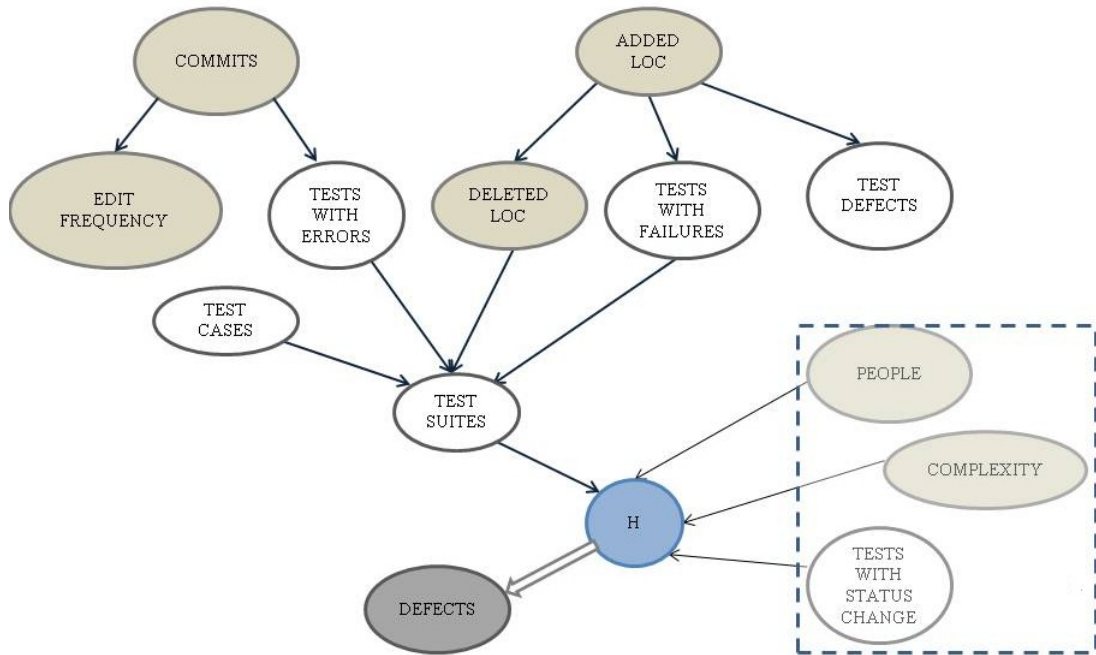 COMMITS
ADDED
LOC
EDIT
FREQUENCY
TESTS
WITH
ERRORS
DELETED
LOC
TESTS
WITH
FAILURES
TEST
DEFECTS
TEST
CASES
PEOPLE
TEST
SUITES
COMPLEXITY
H
TESTS
WITH
STATUS
CHANGE
DEFECTS